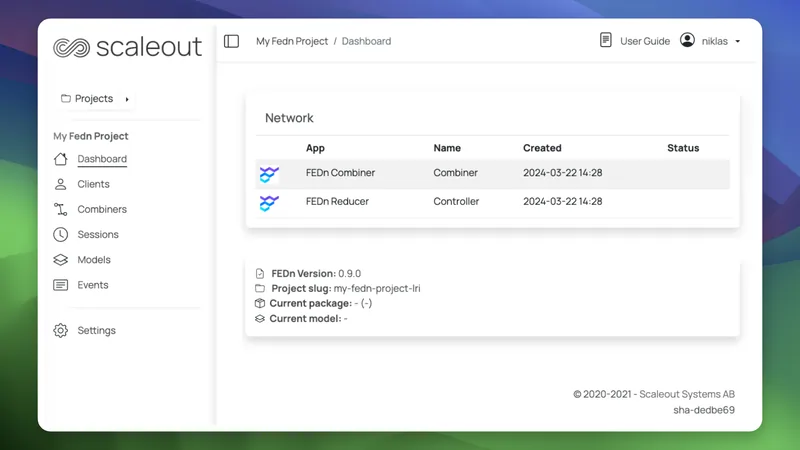 scaleout
My Fedn Project / Dashboard
User Guide
niklas
Projects
My Fedn Project
Dashboard
Clients
Combiners
Sessions
Models
Events
Settings
Network
App Name Created Status
FEDn Combiner Combiner 2024-03-22 14:28
FEDn Reducer Controller 2024-03-22 14:28
FEDn Version: 0.9.0
Project slug: my-fedn-project-lri
Current package: - (-)
Current model: -
© 2020-2021 - Scaleout Systems AB
sha-dedbe69